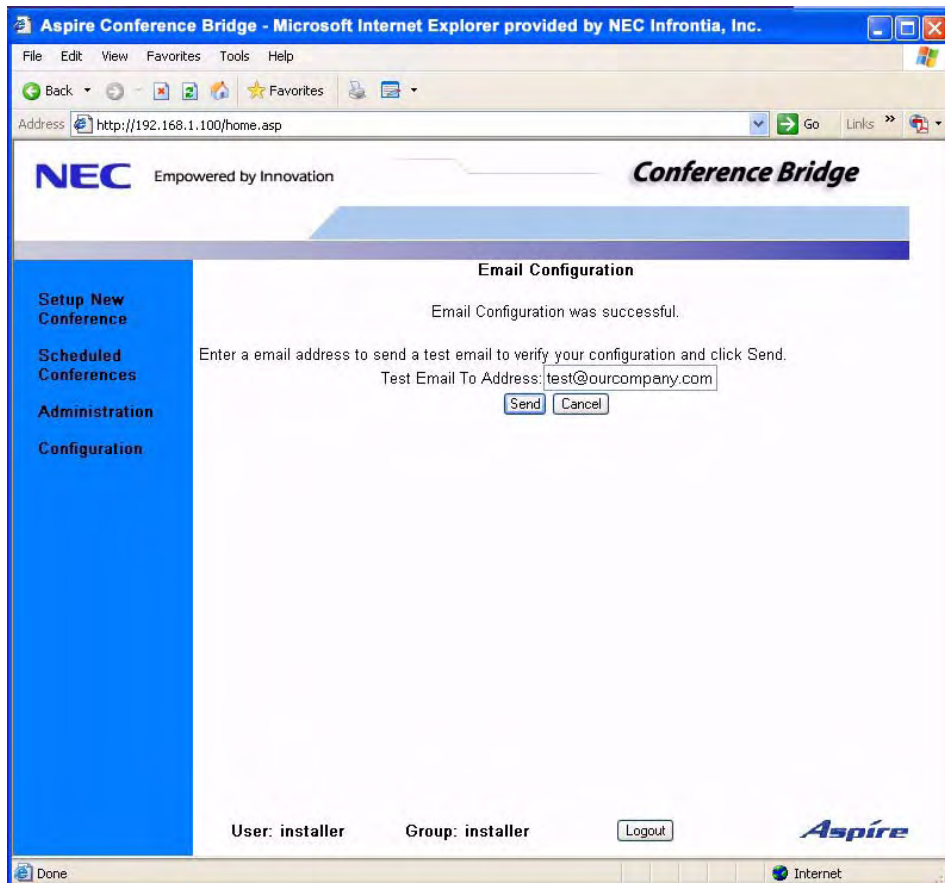 Aspire Conference Bridge - Microsoft Internet Explorer provided by NEC Infrontia, Inc.
File Edit View Favorites Tools Help
Back Favorites
Address http://192.168.1.100/home.asp Go Links »
NEC Empowered by Innovation Conference Bridge
Email Configuration
Setup New
Conference
Email Configuration was successful.
Scheduled
Conferences
Enter a email address to send a test email to verify your configuration and click Send.
Test Email To Address: test@ourcompany.com
Administration
Send Cancel
Configuration
User: installer Group: installer Logout Aspire
Done Internet